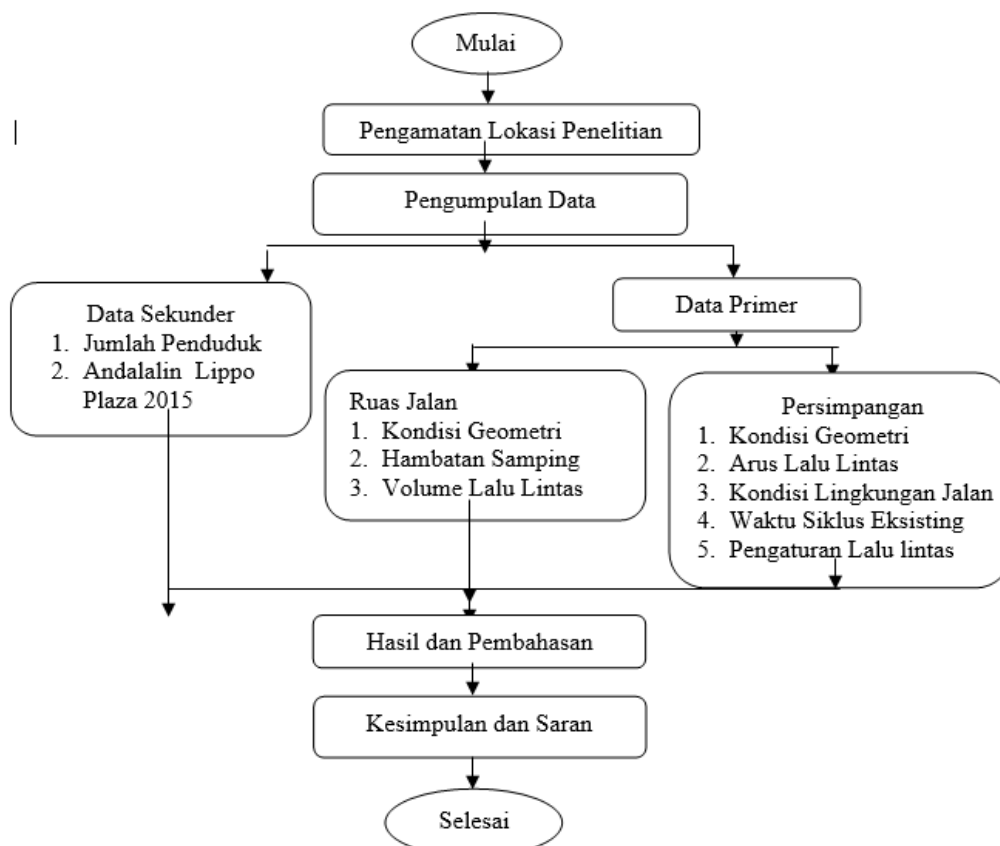 Mulai
Pengamatan Lokasi Penelitian
Pengumpulan Data
Data Sekunder
1. Jumlah Penduduk
2. Andalalin Lippo
Plaza 2015
Data Primer
Ruas Jalan
1. Kondisi Geometri
2. Hambatan Samping
3. Volume Lalu Lintas
Persimpangan
1. Kondisi Geometri
2. Arus Lalu Lintas
3. Kondisi Lingkungan Jalan
4. Waktu Siklus Eksisting
5. Pengaturan Lalu lintas
Hasil dan Pembahasan
Kesimpulan dan Saran
Selesai